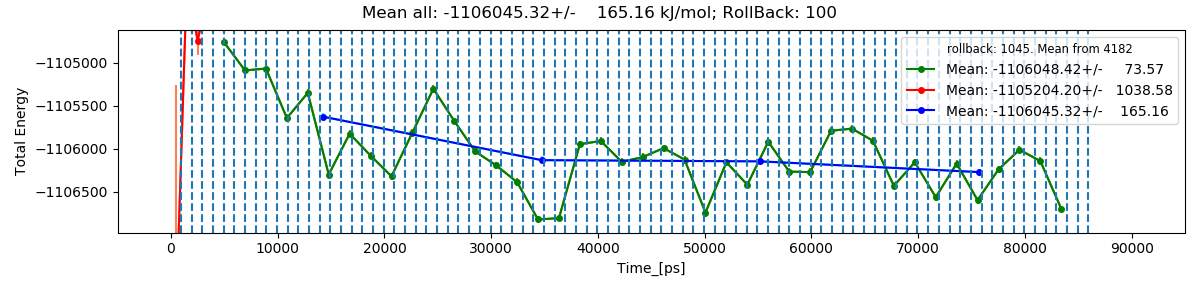 Mean all: -1106045.32+/- 165.16 kJ/mol; RollBack: 100
rollback: 1045. Mean from 4182
Mean: -1106048.42+/- 73.57
Mean: -1105204.20+/- 1038.58
Mean: -1106045.32+/- 165.16
Total Energy
−1105000
−1105500
−1106000
−1106500
0 10000 20000 30000 40000 50000 60000 70000 80000 90000
Time_[ps]